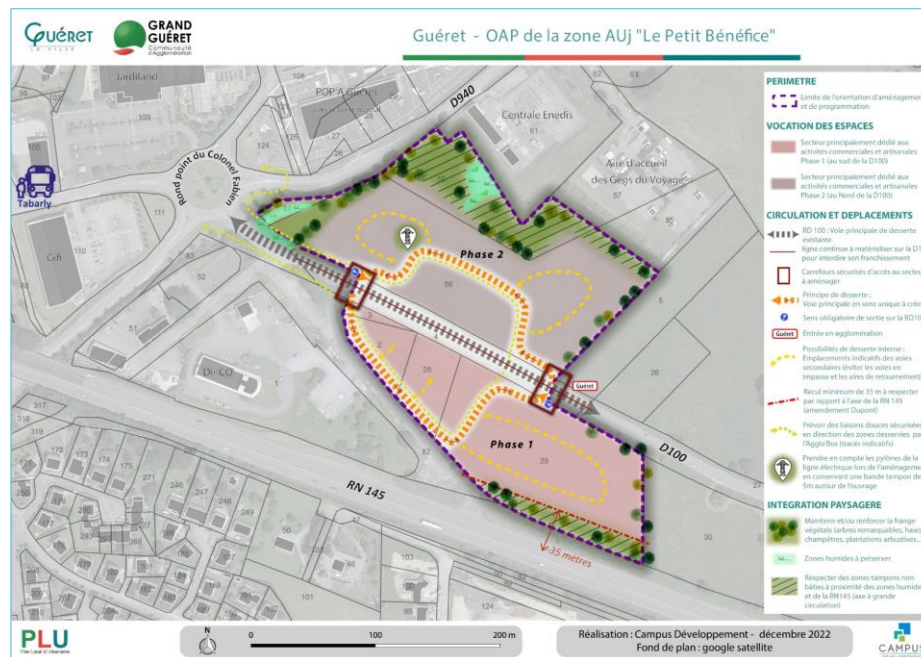 Guéret
LA VILLE
GRAND
GUÉRET
Communauté
d'Agglomération
Guéret - OAP de la zone AUj "Le Petit Bénéfice"
Jardiland
POP A Guéret
D940
Centrale Enedis
61
Aire d'accueil
des Gens du Voyage
Rond point du Colonel Fabien
Tabarly
Gifi
Phase 2
56
Dir CO
Guéret
Phase 1
29
D100
RN 145
35 mètres
PERIMETRE
Limite de l'orientation d'aménagement
et de programmation
VOCATION DES ESPACES
Secteur principalement dédié aux
activités commerciales et artisanales
Phase 1 (au sud de la D100)
Secteur principalement dédié aux
activités commerciales et artisanales
Phase 2 (au Nord de la D100)
CIRCULATION ET DEPLACEMENTS
RD 100 : Voie principale de desserte
existante
ligne continue à matérialiser sur la D1
pour interdire son franchissement
Carrefours sécurisés d'accès au secteu
à aménager
Principe de desserte :
Voie principale en sens unique à crée
Sens obligatoire de sortie sur la RD10
Guéret
Entrée en agglomération
Possibilités de desserte interne :
Emplacements indicatifs des voies
secondaires (éviter les voies en
impasse et les aires de retournement)
Recul minimum de 35 m à respecter
par rapport à l'axe de la RN 145
(amendement Dupont)
Prévoir des liaisons douces sécurisées
en direction des zones desservies pa
l'Agglo'Bus (tracés indicatifs)
Prendre en compte les pylônes de la
ligne électrique lors de l'aménageme
en conservant une bande tampon de
5m autour de l'ouvrage
INTEGRATION PAYSAGERE
Maintenir et/ou renforcer la frange
végétale (arbres remarquables, haies
champêtres, plantations arbustives...
Zones humides à préserver
Respecter des zones tampons non
bâties à proximité des zones humide
et de la RN145 (axe à grande
circulation)
PLU
Plan Local d'Urbanisme
N
0 100 200 m
Réalisation : Campus Développement - décembre 2022
Fond de plan : google satellite
CAMPUS